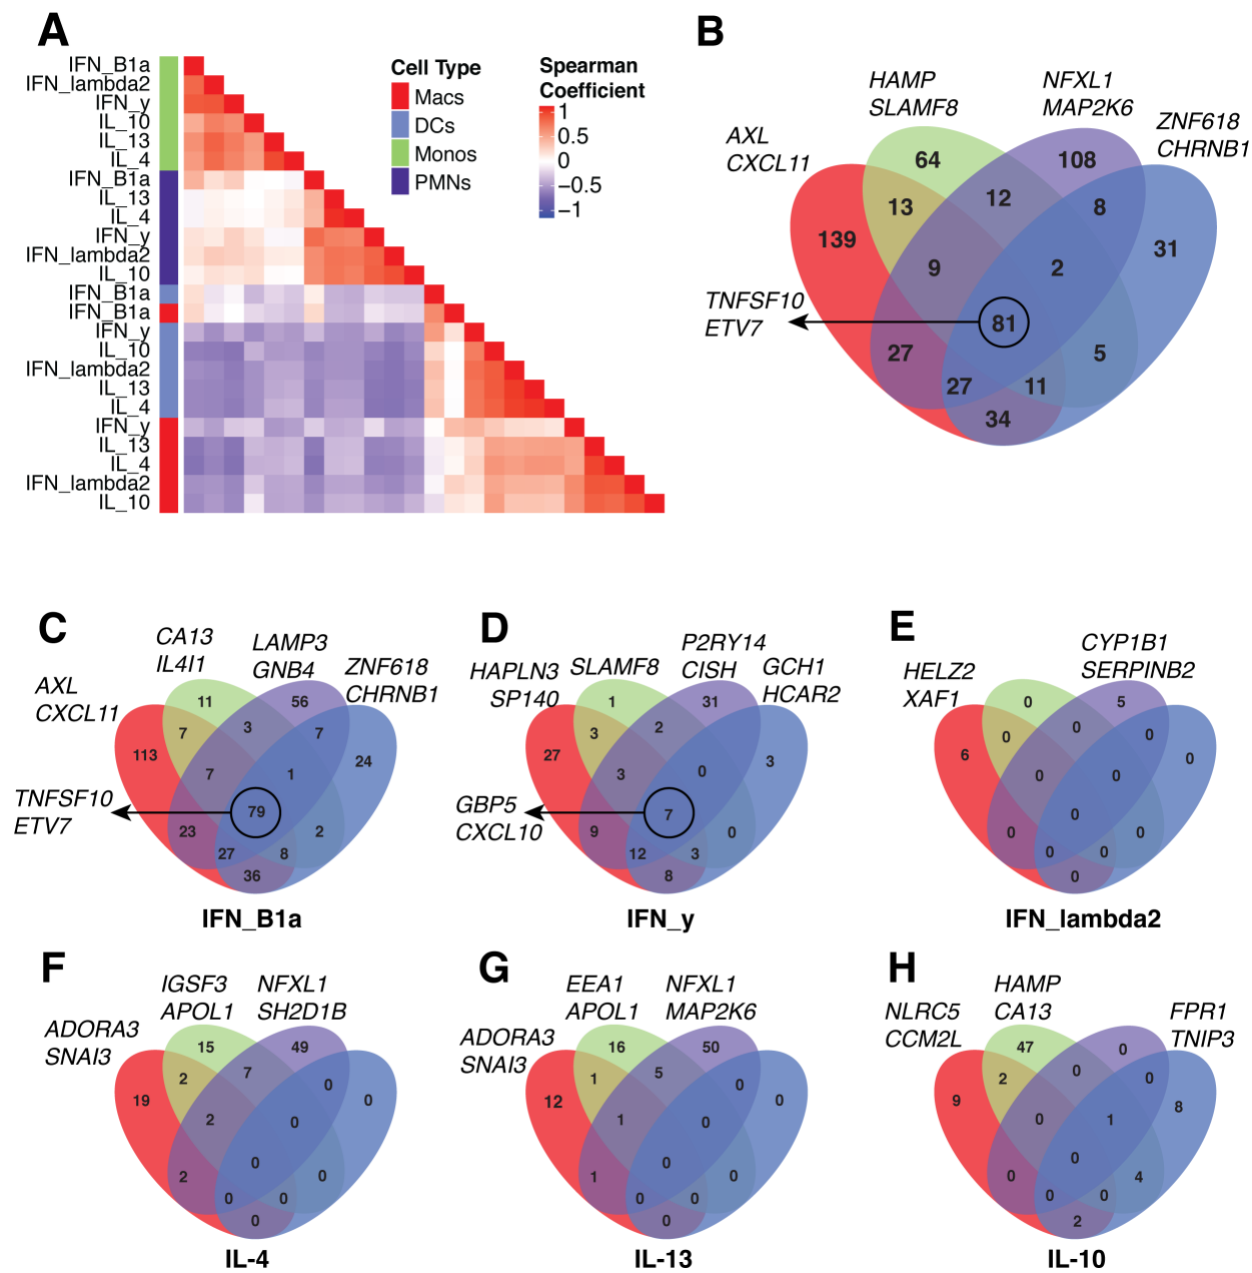 A
IFN_B1a
IFN_lambda2
IFN_y
IL_10
IL_13
IL_4
IFN_B1a
IL_13
IL_4
IFN_y
IFN_lambda2
IL_10
IFN_B1a
IFN_B1a
IFN_y
IL_10
IFN_lambda2
IL_13
IL_4
IFN_y
IL_13
IL_4
IFN_lambda2
IL_10
Cell Type
Macs
DCs
Monos
PMNs
Spearman
Coefficient
1
0.5
0
−0.5
−1
B
AXL
CXCL11
HAMP
SLAMF8
NFXL1
MAP2K6
ZNF618
CHRNB1
64
108
13
12
8
139
31
9
2
TNFSF10
ETV7
81
27
5
27
11
34
C
AXL
CXCL11
CA13
IL4I1
LAMP3
GNB4
ZNF618
CHRNB1
11
56
7
3
7
113
24
7
1
TNFSF10
ETV7
79
23
2
27
8
36
IFN_B1a
D
HAPLN3
SP140
SLAMF8
P2RY14
CISH
GCH1
HCAR2
1
31
3
2
27
3
3
0
GBP5
CXCL10
7
9
0
12
3
8
IFN_y
E
HELZ2
XAF1
CYP1B1
SERPINB2
0
5
0
0
0
6
0
0
0
0
0
0
0
0
0
IFN_lambda2
F
ADORA3
SNAI3
IGSF3
APOL1
NFXL1
SH2D1B
15
49
2
7
0
19
0
2
0
0
2
0
0
0
0
IL-4
G
ADORA3
SNAI3
EEA1
APOL1
NFXL1
MAP2K6
16
50
1
5
0
12
0
1
0
0
1
0
0
0
0
IL-13
H
NLRC5
CCM2L
HAMP
CA13
FPR1
TNIP3
47
0
2
0
0
9
8
0
1
0
0
4
0
0
2
IL-10